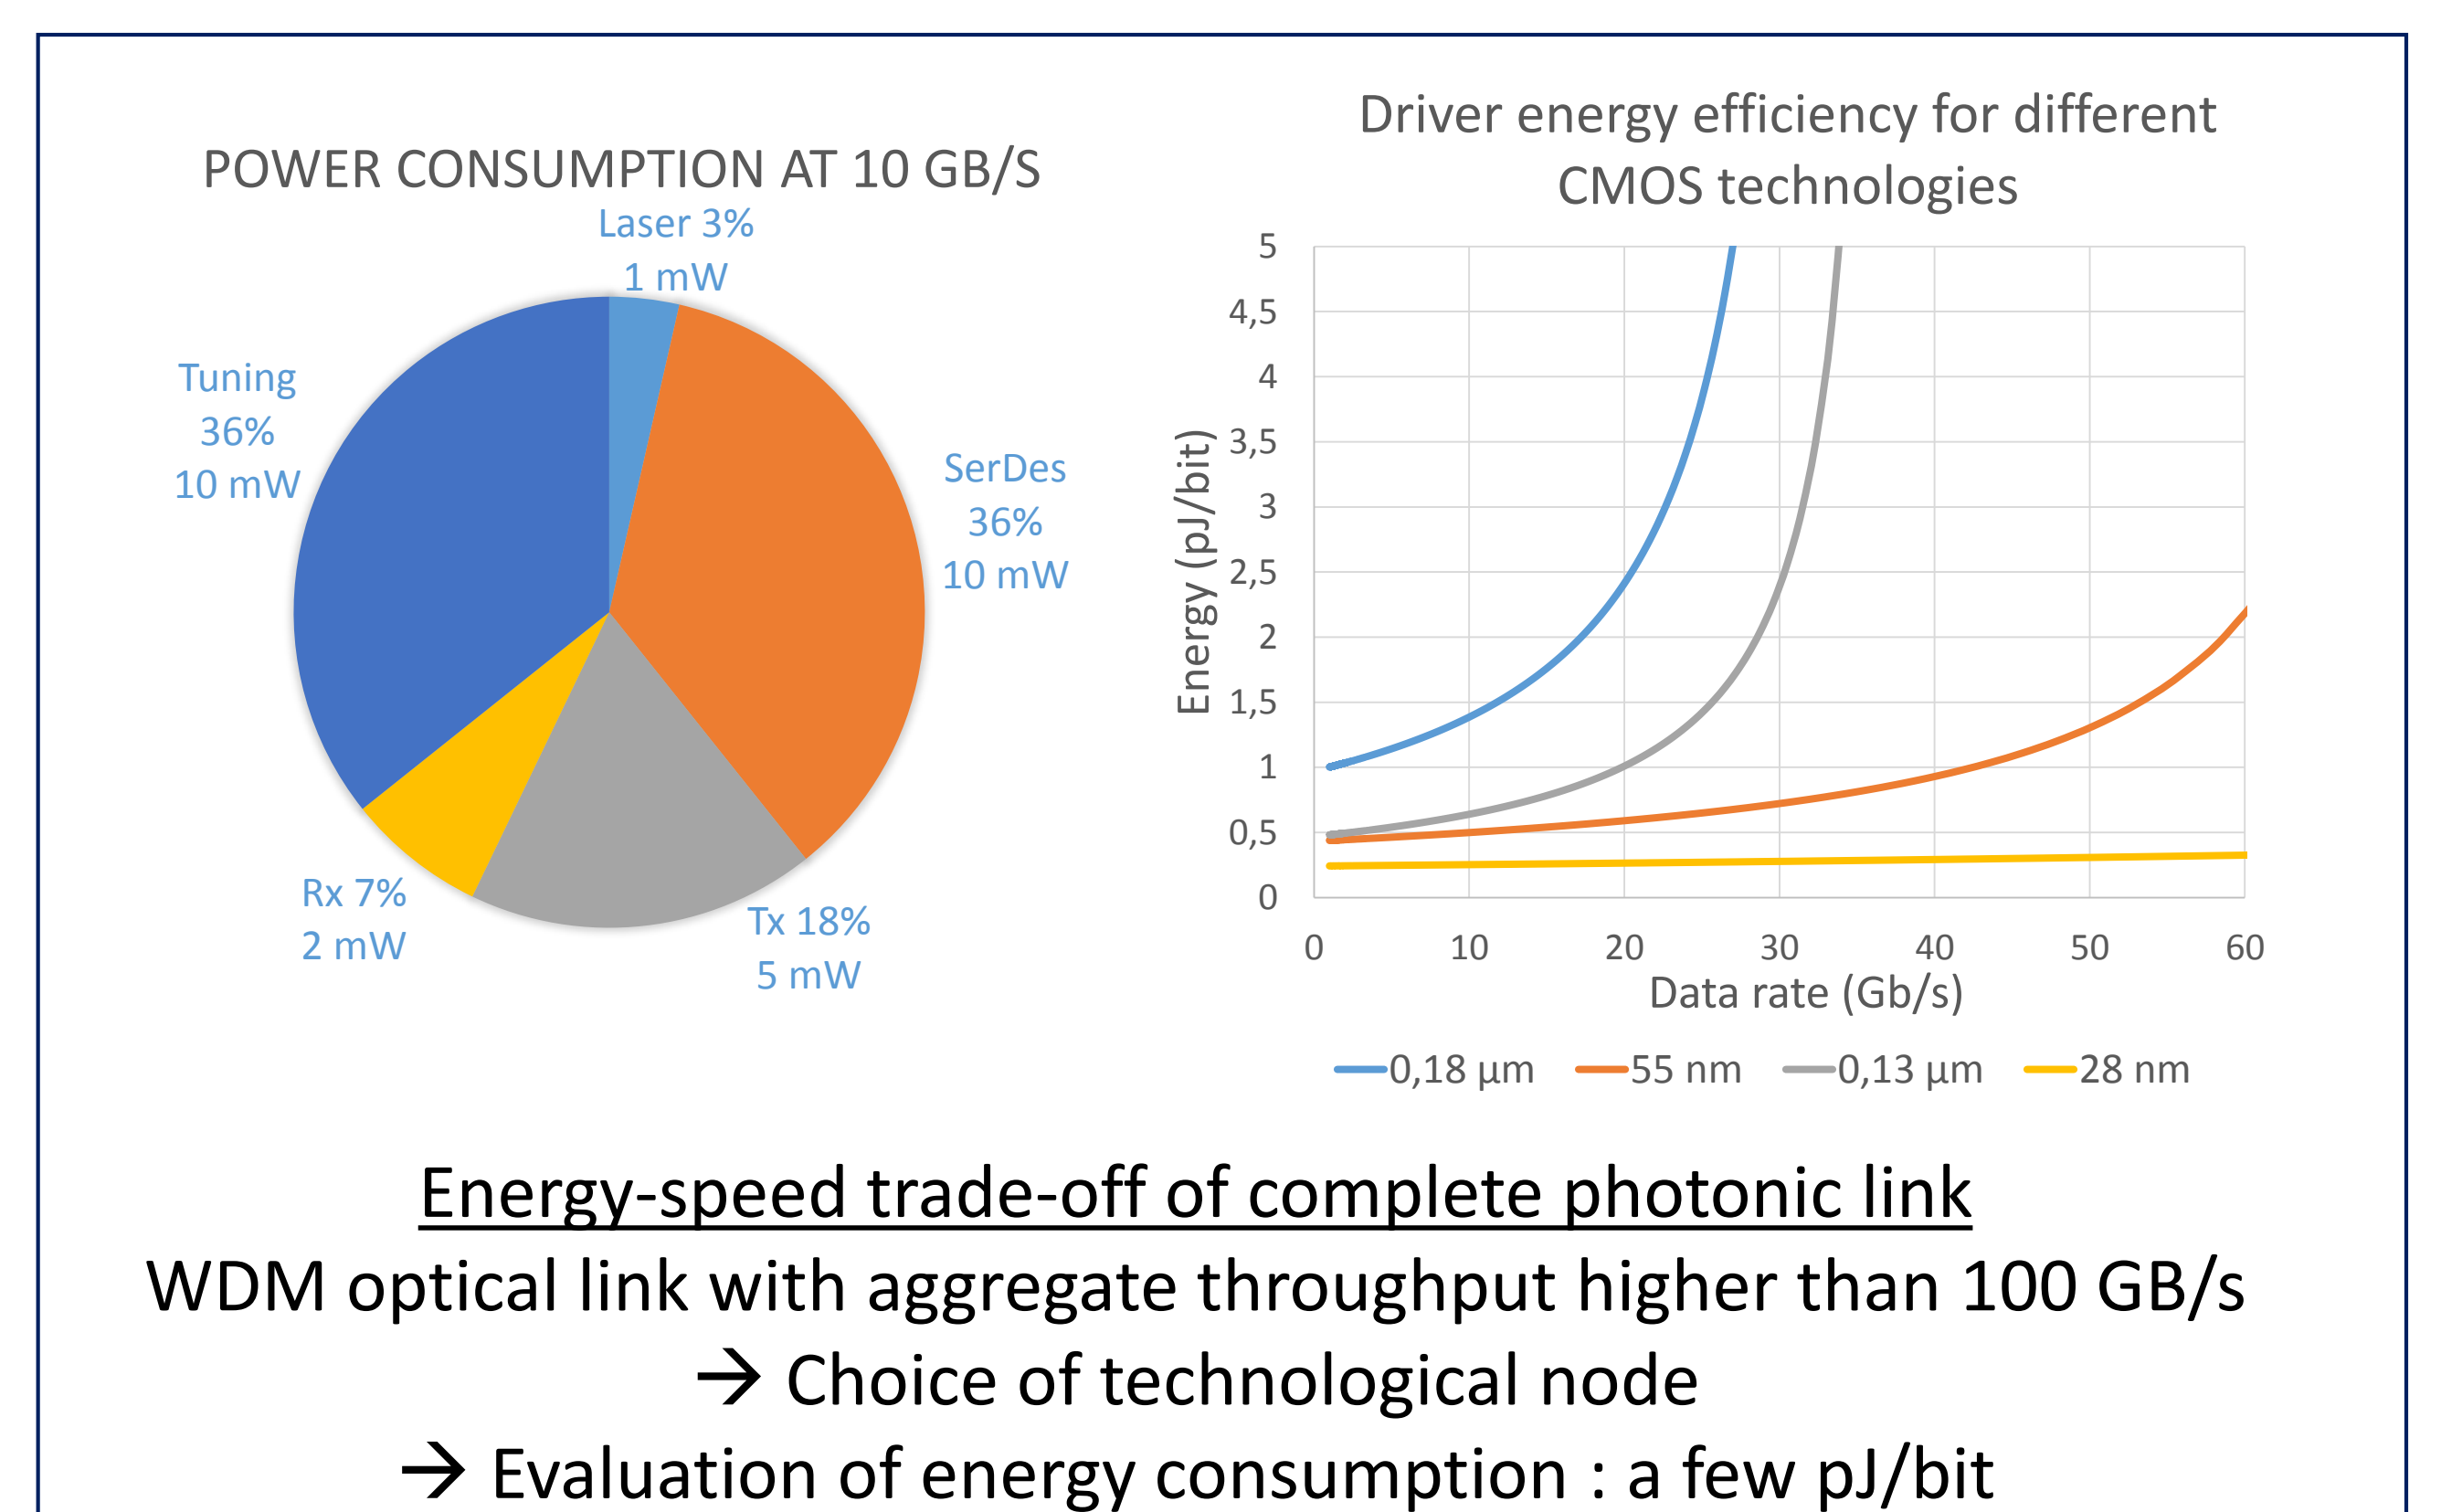 POWER CONSUMPTION AT 10 GB/S
Laser 3%
1 mW
Tuning
36%
10 mW
SerDes
36%
10 mW
Rx 7%
2 mW
Tx 18%
5 mW
Driver energy efficiency for different
CMOS technologies
Energy (pJ/bit)
5
4,5
4
3,5
3
2,5
2
1,5
1
0,5
0
0 10 20 30 40 50 60
Data rate (Gb/s)
0,18 µm 55 nm 0,13 µm 28 nm
Energy-speed trade-off of complete photonic link
WDM optical link with aggregate throughput higher than 100 GB/s
→ Choice of technological node
→ Evaluation of energy consumption : a few pJ/bit